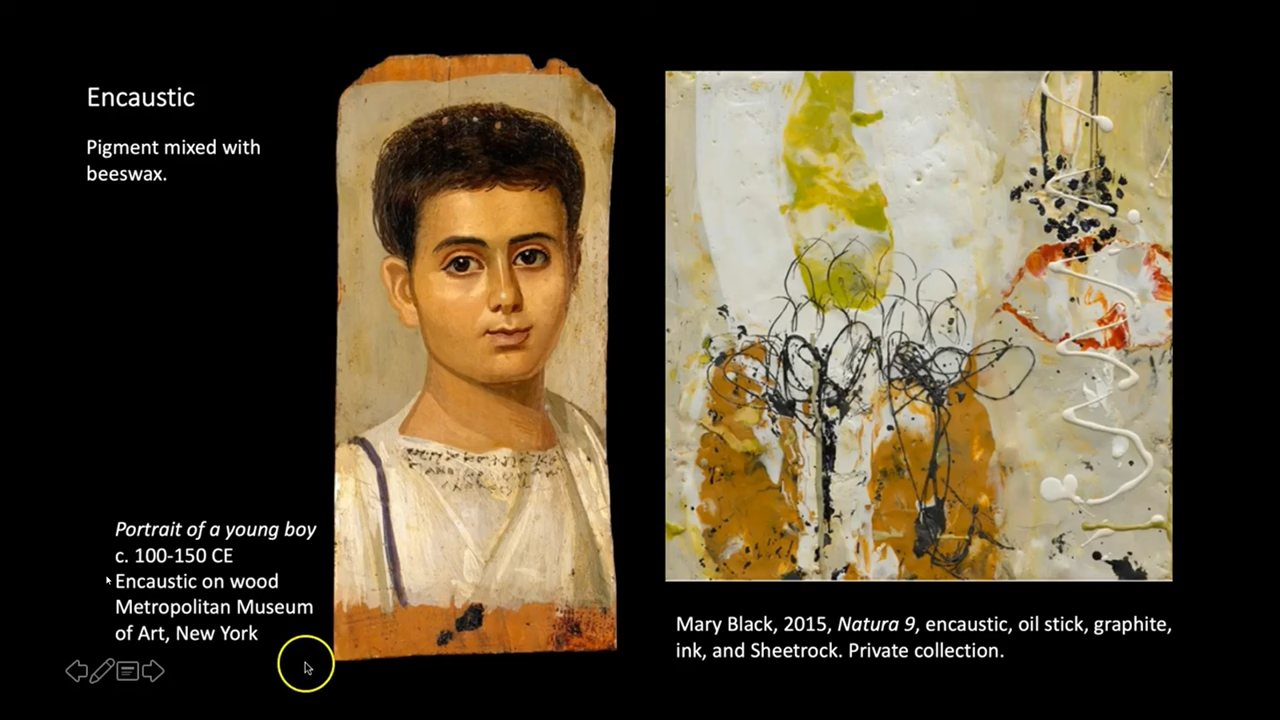 Encaustic
Pigment mixed with
beeswax.
Portrait of a young boy
c. 100-150 CE
Encaustic on wood
Metropolitan Museum
of Art, New York
Mary Black, 2015, Natura 9, encaustic, oil stick, graphite,
ink, and Sheetrock. Private collection.